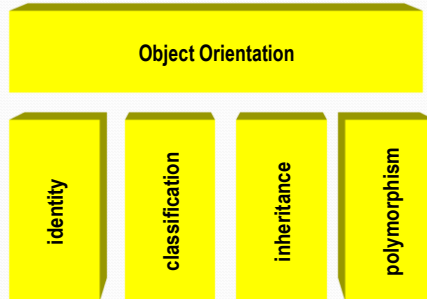 Object Orientation
identity
classification
inheritance
polymorphism